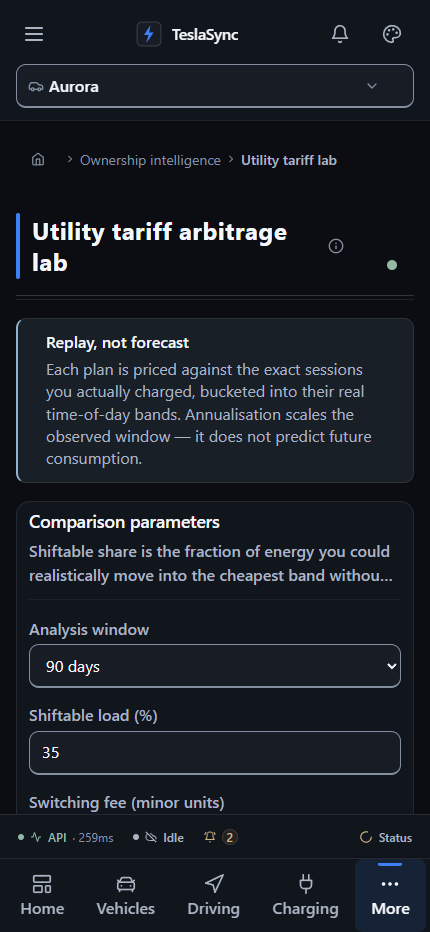 TeslaSync
Aurora
Ownership intelligence
Utility tariff lab
Utility tariff arbitrage
lab
Replay, not forecast
Each plan is priced against the exact sessions
you actually charged, bucketed into their real
time-of-day bands. Annualisation scales the
observed window — it does not predict future
consumption.
Comparison parameters
Shiftable share is the fraction of energy you could
realistically move into the cheapest band withou...
Analysis window
90 days
Shiftable load (%)
35
Switching fee (minor units)
API · 259ms
Idle
2
Status
Home
Vehicles
Driving
Charging
More